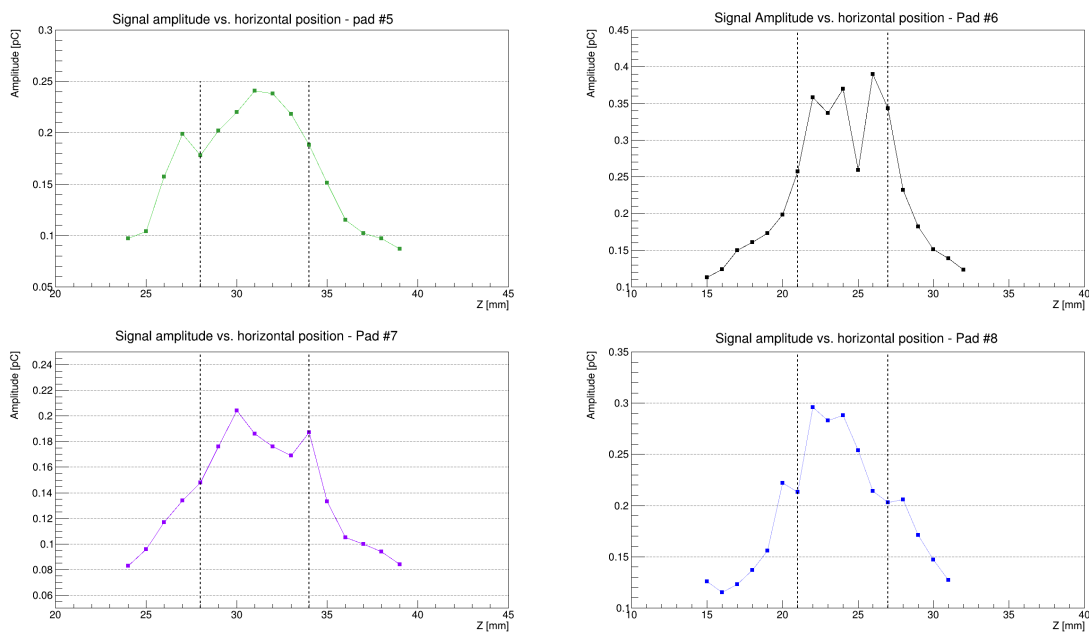 Signal amplitude vs. horizontal position - pad #5
Amplitude [pC]
0.3
0.25
0.2
0.15
0.1
0.05
20 25 30 35 40 45
Z [mm]
Signal Amplitude vs. horizontal position - Pad #6
Amplitude [pC]
0.45
0.4
0.35
0.3
0.25
0.2
0.15
0.1
10 15 20 25 30 35 40
Z [mm]
Signal amplitude vs. horizontal position - Pad #7
Amplitude [pC]
0.24
0.22
0.2
0.18
0.16
0.14
0.12
0.1
0.08
0.06
20 25 30 35 40 45
Z [mm]
Signal amplitude vs. horizontal position - Pad #8
Amplitude [pC]
0.35
0.3
0.25
0.2
0.15
0.1
10 15 20 25 30 35 40
Z [mm]